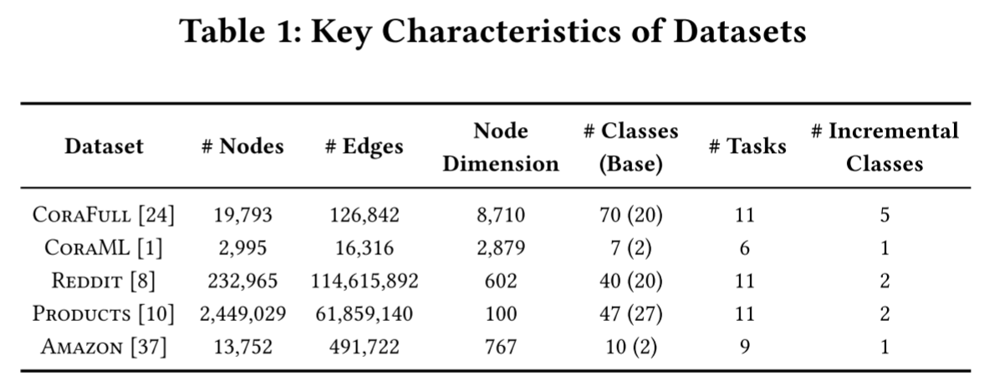 Table 1: Key Characteristics of Datasets
Dataset # Nodes # Edges Node Dimension # Classes (Base) # Tasks # Incremental Classes
CoraFull [24] 19,793 126,842 8,710 70 (20) 11 5
CoraML [1] 2,995 16,316 2,879 7 (2) 6 1
Reddit [8] 232,965 114,615,892 602 40 (20) 11 2
Products [10] 2,449,029 61,859,140 100 47 (27) 11 2
Amazon [37] 13,752 491,722 767 10 (2) 9 1